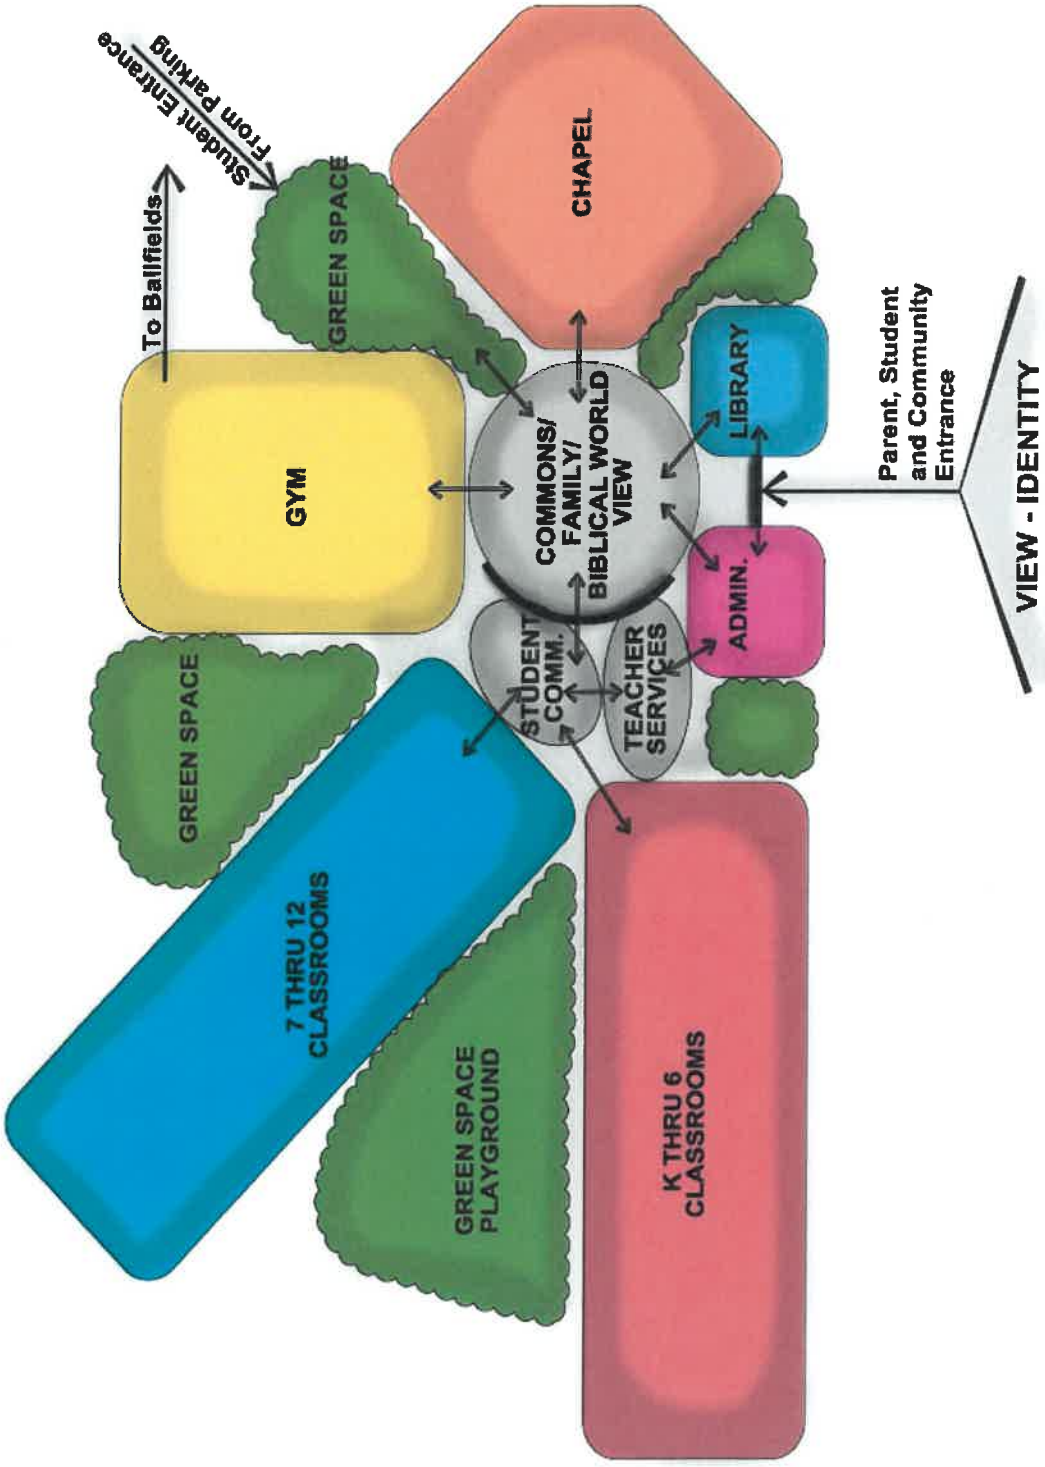 Student Entrance
From Parking
To Ballfields
GREEN SPACE
CHAPEL
GYM
COMMONS/
FAMILY/
BIBLICAL WORLD
VIEW
LIBRARY
Parent, Student
and Community
Entrance
VIEW - IDENTITY
ADMIN.
STUDENT
COMM.
TEACHER
SERVICES
GREEN SPACE
7 THRU 12
CLASSROOMS
GREEN SPACE
PLAYGROUND
K THRU 6
CLASSROOMS